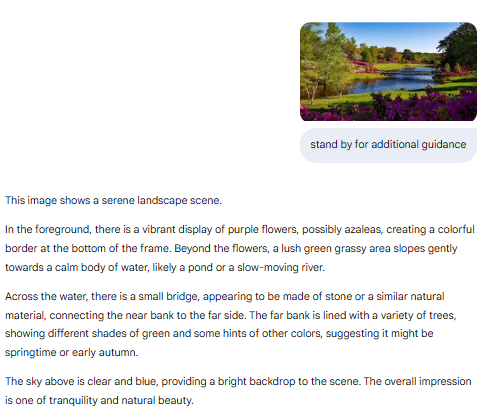 stand by for additional guidance
This image shows a serene landscape scene.
In the foreground, there is a vibrant display of purple flowers, possibly azaleas, creating a colorful
border at the bottom of the frame. Beyond the flowers, a lush green grassy area slopes gently
towards a calm body of water, likely a pond or a slow-moving river.
Across the water, there is a small bridge, appearing to be made of stone or a similar natural
material, connecting the near bank to the far side. The far bank is lined with a variety of trees,
showing different shades of green and some hints of other colors, suggesting it might be
springtime or early autumn.
The sky above is clear and blue, providing a bright backdrop to the scene. The overall impression
is one of tranquility and natural beauty.